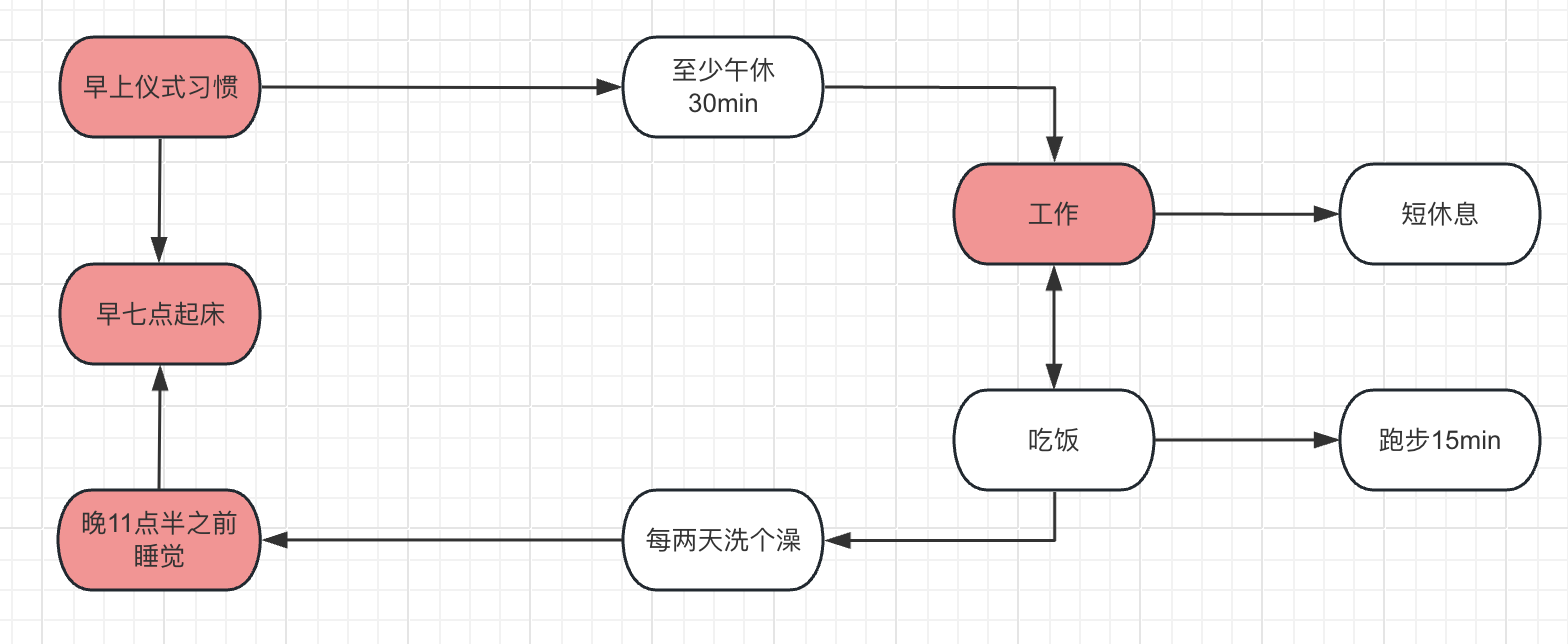 早上仪式习惯
至少午休
30min
工作
短休息
早七点起床
吃饭
跑步15min
晚11点半之前
睡觉
每两天洗个澡